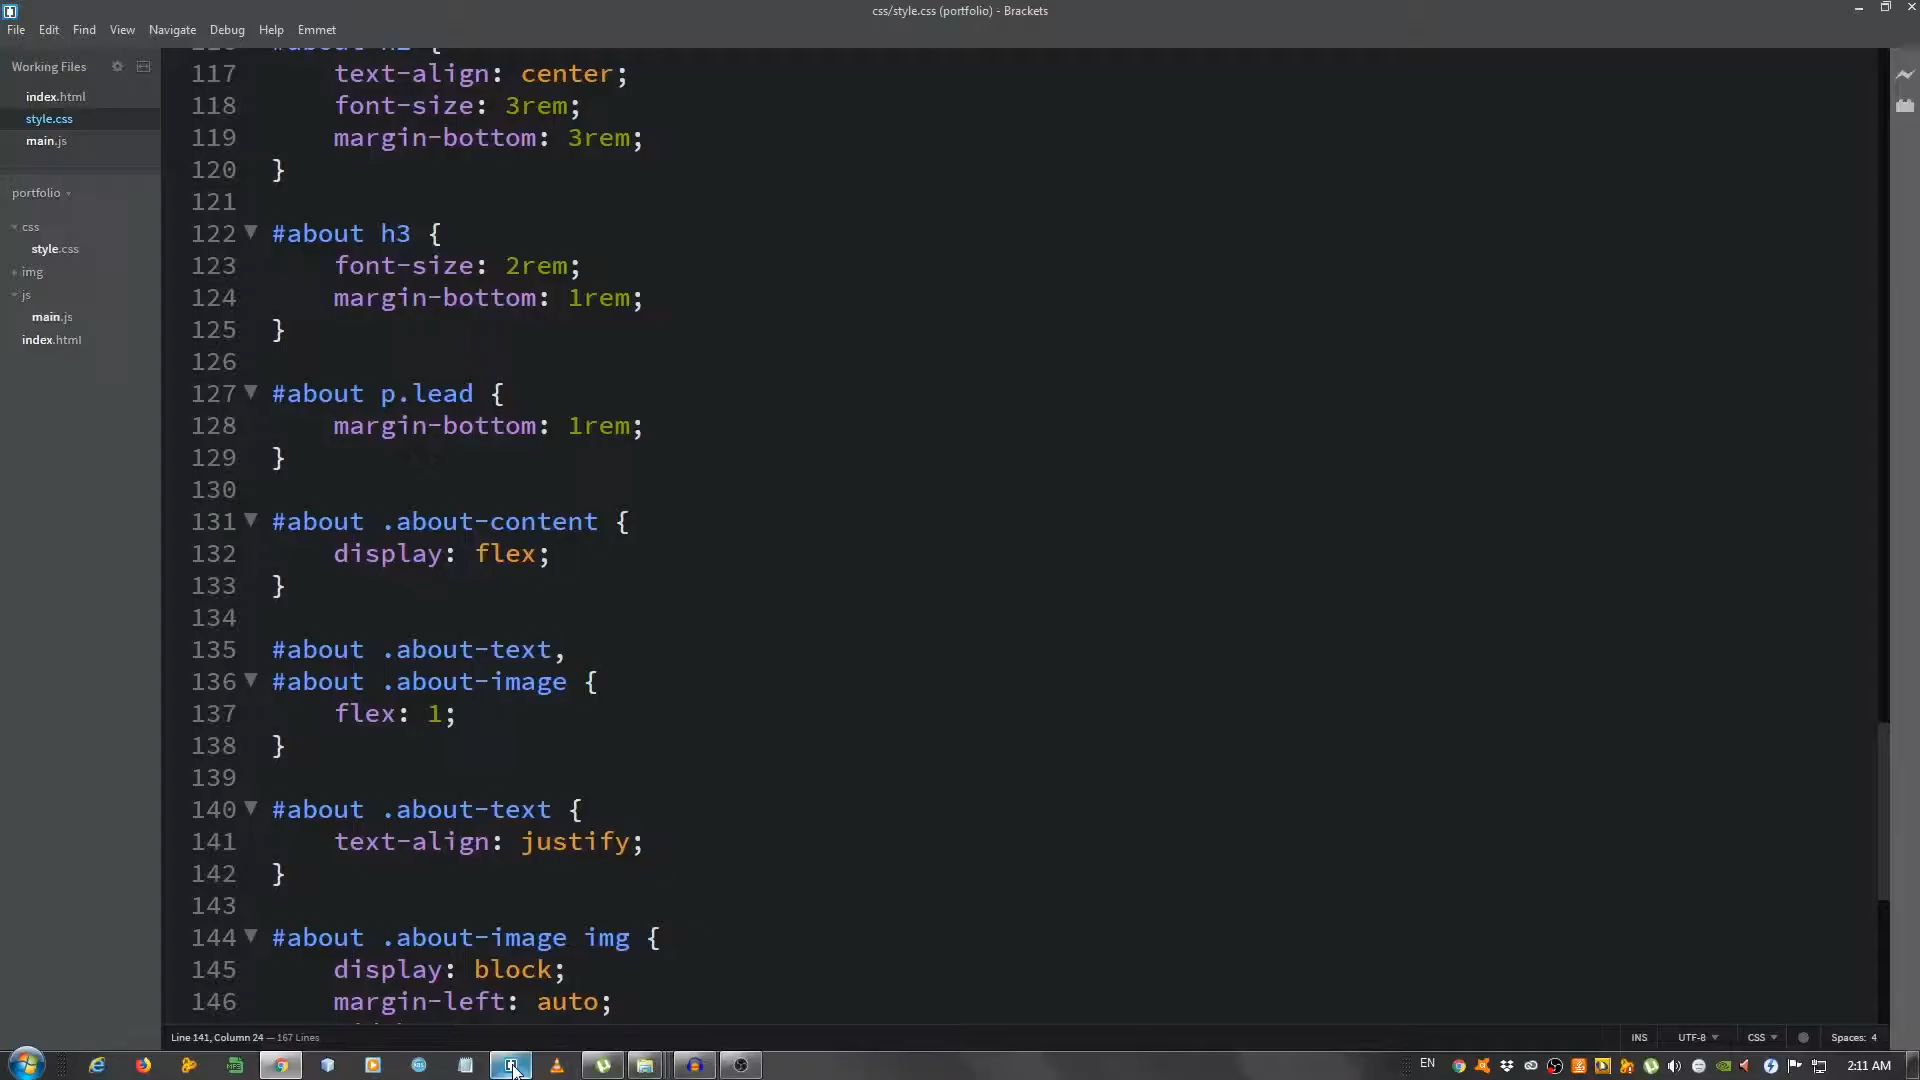 css/style.css (portfolio) - Brackets
File Edit View Navigate Debug Help Emmet
Working Files
index.html
style.css
main.js
portfolio
css
style.css
img
js
main.js
index.html
117 text-align: center;
118 font-size: 3rem;
119 margin-bottom: 3rem;
120 }
121
122 #about h3 {
123 font-size: 2rem;
124 margin-bottom: 1rem;
125 }
126
127 #about p.lead {
128 margin-bottom: 1rem;
129 }
130
131 #about .about-content {
132 display: flex;
133 }
134
135 #about .about-text,
136 #about .about-image {
137 flex: 1;
138 }
139
140 #about .about-text {
141 text-align: justify;
142 }
143
144 #about .about-image img {
145 display: block;
146 margin-left: auto;
Line 141, Column 24 — 167 Lines
INS UTF-8 CSS Spaces: 4
EN 2:11 AM